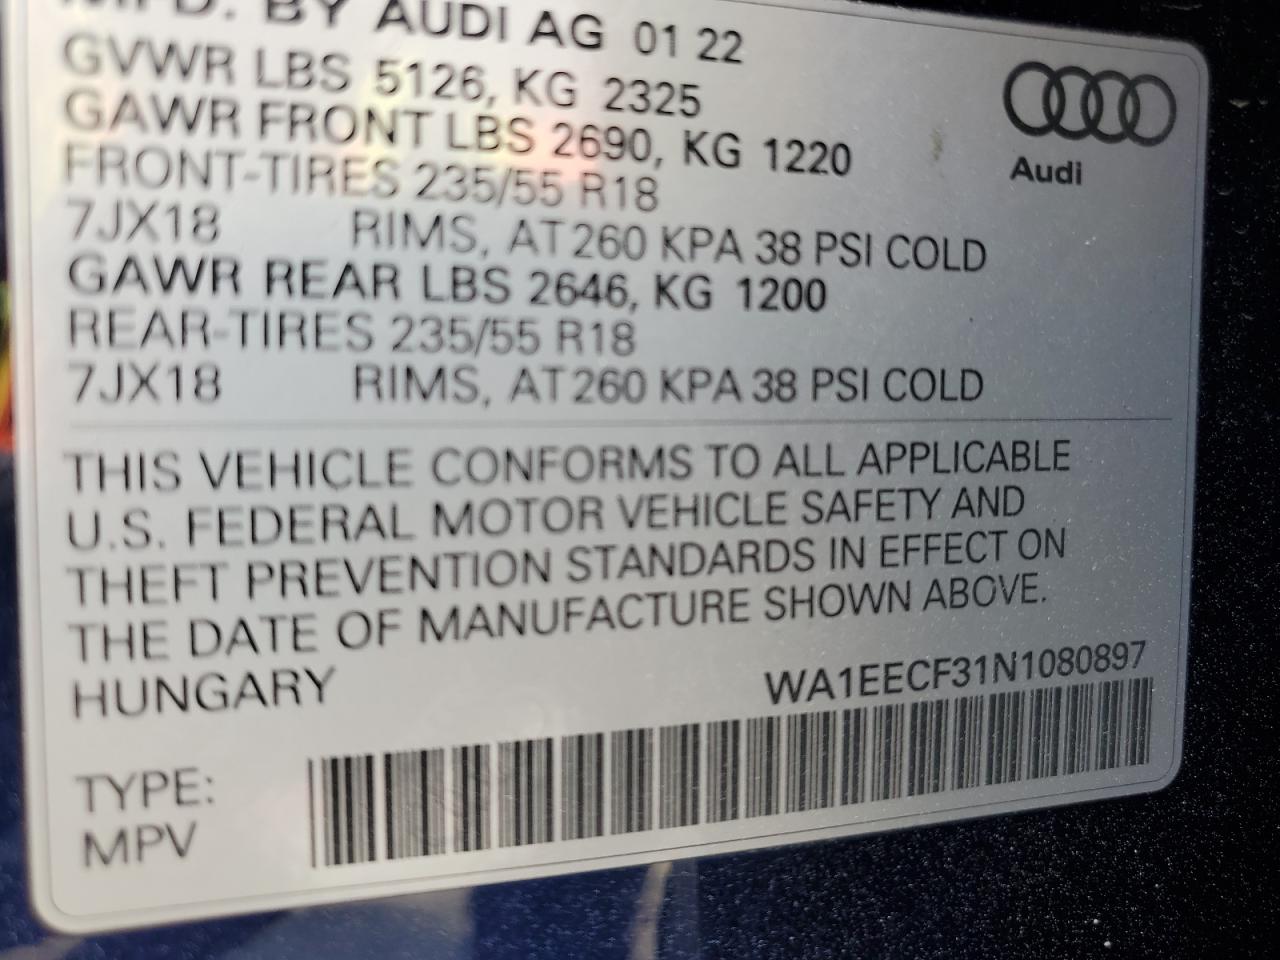 MFD. BY AUDI AG 01 22
GVWR LBS 5126, KG 2325
GAWR FRONT LBS 2690, KG 1220
FRONT-TIRES 235/55 R18
7JX18 RIMS, AT 260 KPA 38 PSI COLD
GAWR REAR LBS 2646, KG 1200
REAR-TIRES 235/55 R18
7JX18 RIMS, AT 260 KPA 38 PSI COLD
Audi
THIS VEHICLE CONFORMS TO ALL APPLICABLE
U.S. FEDERAL MOTOR VEHICLE SAFETY AND
THEFT PREVENTION STANDARDS IN EFFECT ON
THE DATE OF MANUFACTURE SHOWN ABOVE.
HUNGARY
WA1EECF31N1080897
TYPE:
MPV